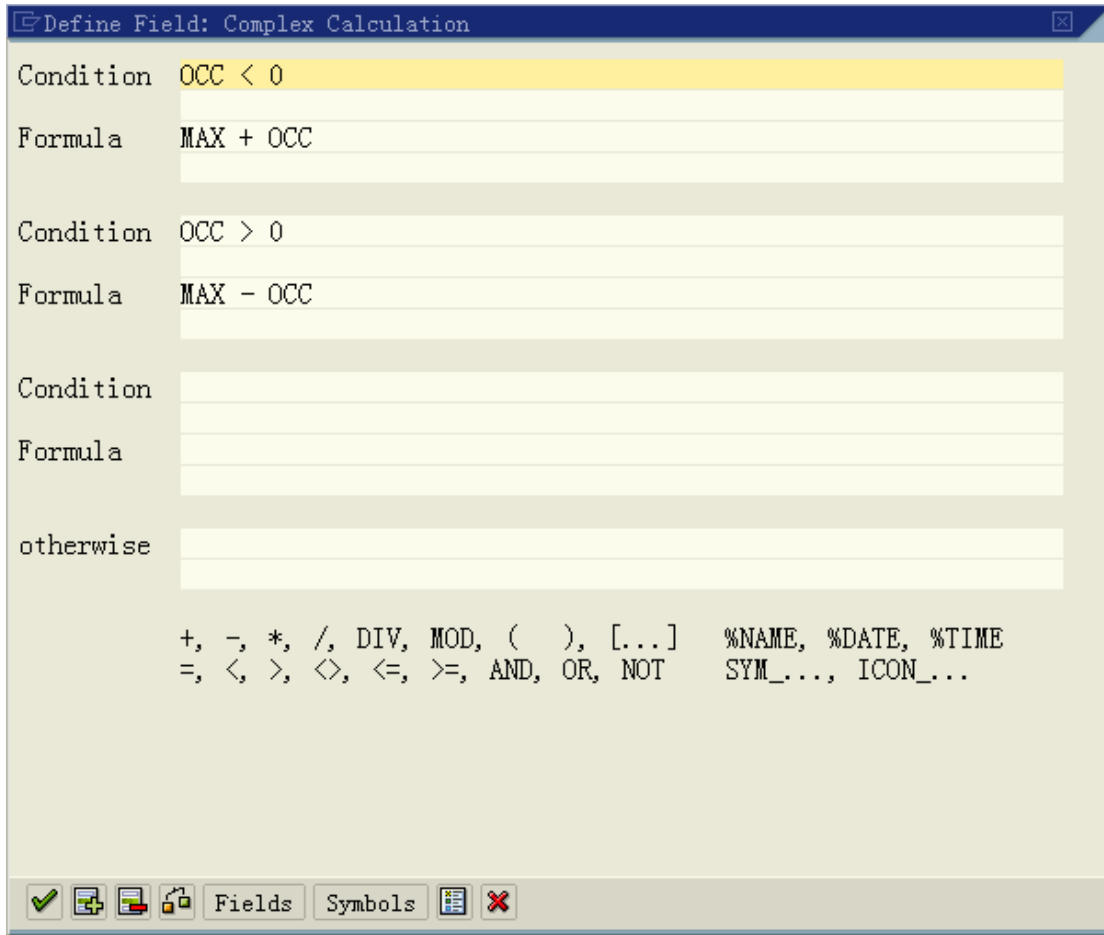 Define Field: Complex Calculation
Condition OCC < 0
Formula MAX + OCC
Condition OCC > 0
Formula MAX - OCC
Condition
Formula
otherwise
+, -, *, /, DIV, MOD, ( ), [...] %NAME, %DATE, %TIME
=, <, >, <>, <=, >=, AND, OR, NOT SYM_..., ICON_...
Fields Symbols